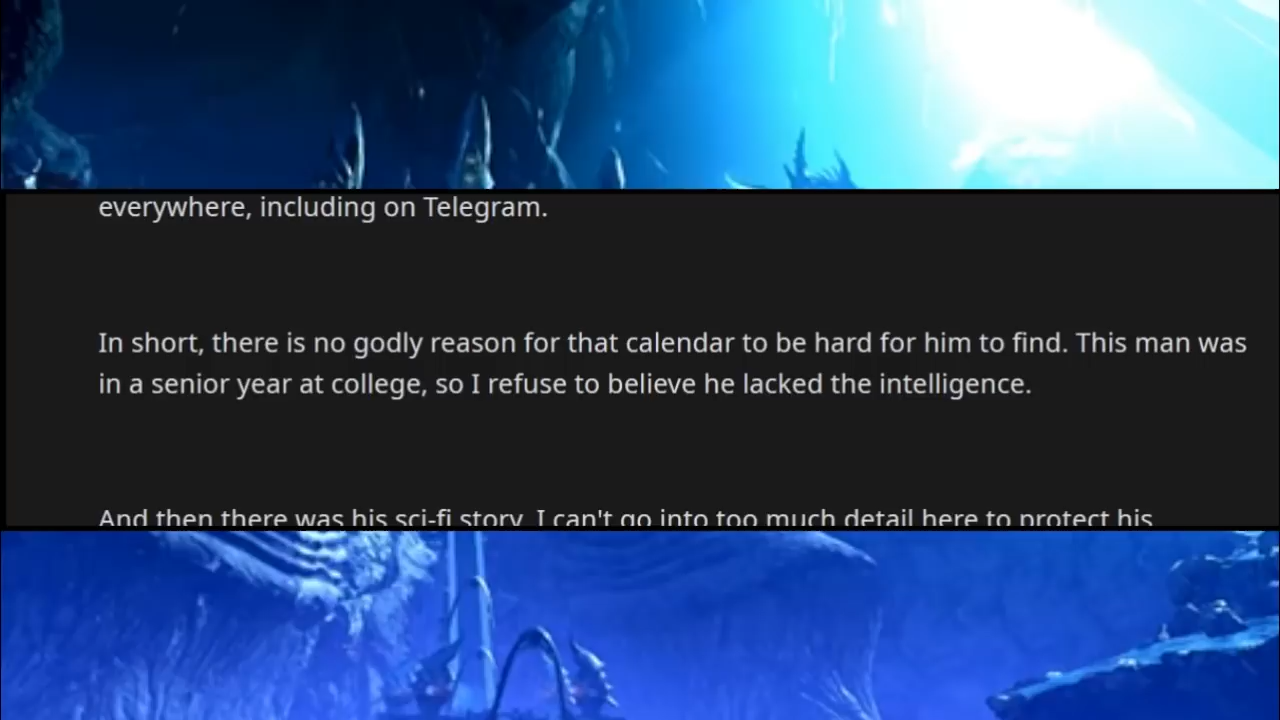 everywhere, including on Telegram.
In short, there is no godly reason for that calendar to be hard for him to find. This man was
in a senior year at college, so I refuse to believe he lacked the intelligence.
And then there was his sci-fi story. I can't go into too much detail here to protect his